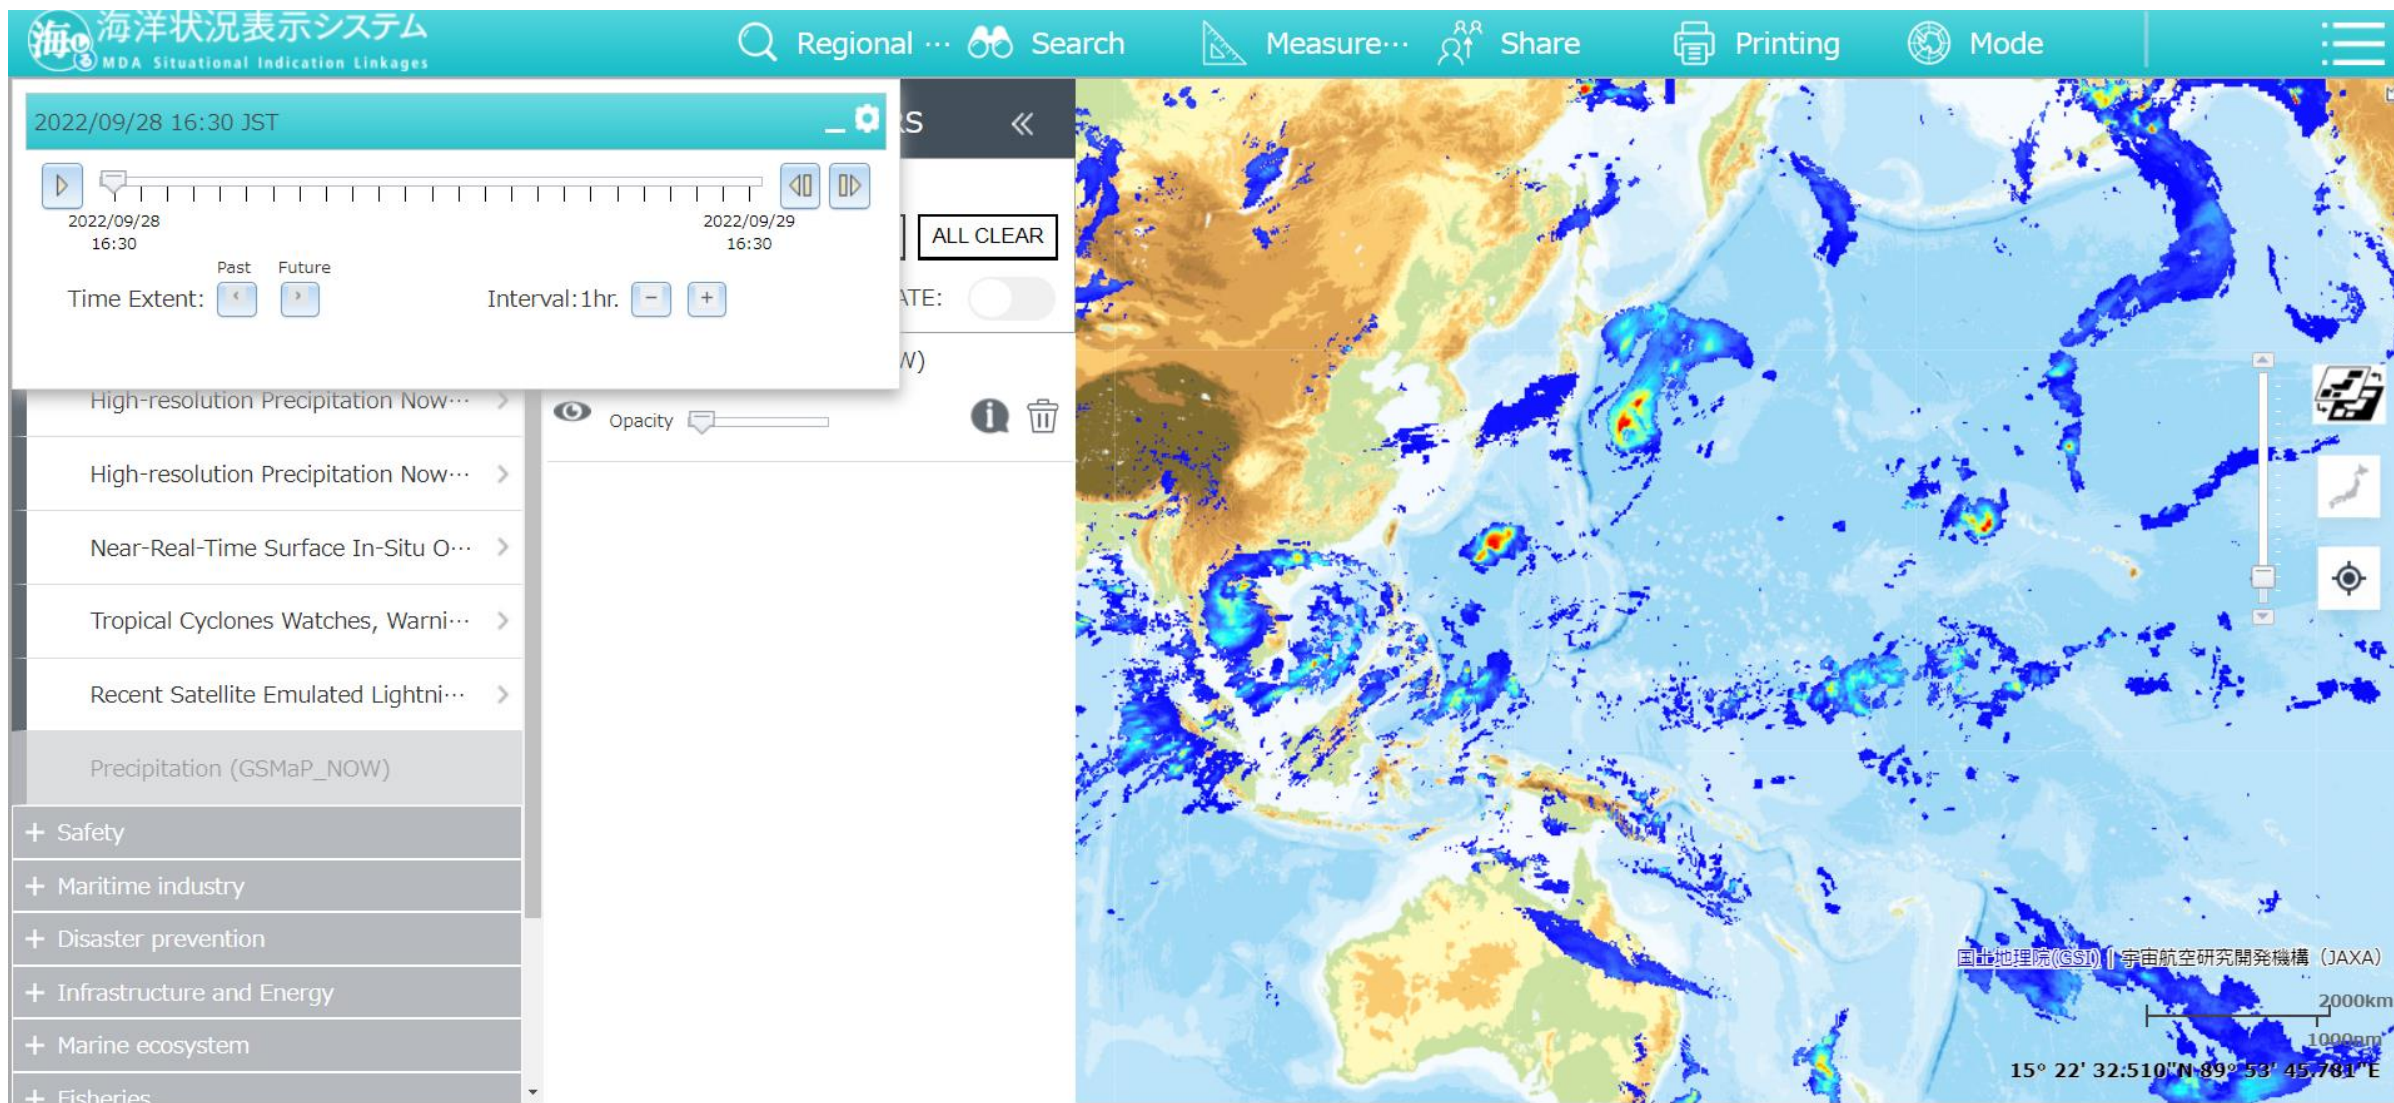 海洋状況表示システム
MDA Situational Indication Linkages
Regional ⋯
Search
Measure⋯
Share
Printing
Mode
2022/09/28 16:30 JST
RS
ALL CLEAR
2022/09/28
16:30
2022/09/29
16:30
Past Future
Time Extent:
Interval:1hr.
ATE:
W)
High-resolution Precipitation Now⋯
Opacity
High-resolution Precipitation Now⋯
Near-Real-Time Surface In-Situ O⋯
Tropical Cyclones Watches, Warni⋯
Recent Satellite Emulated Lightni⋯
Precipitation (GSMaP_NOW)
+ Safety
+ Maritime industry
+ Disaster prevention
+ Infrastructure and Energy
+ Marine ecosystem
+ Fisheries
国土地理院(GSI) | 宇宙航空研究開発機構（JAXA）
2000km
1000nm
15° 22' 32.510"N 89° 53' 45.781"E